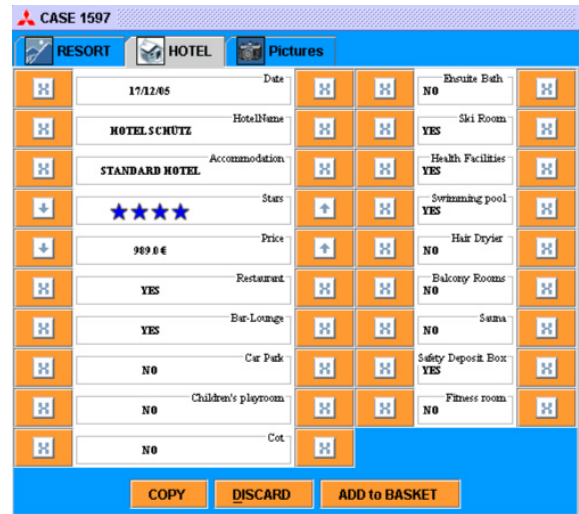 CASE 1597
RESORT HOTEL Pictures
Date
17/12/05
HotelName
HOTEL SCHÜTZ
Accommodation
STANDARD HOTEL
Stars
Price
989.0 €
Restaurant
YES
Bar-Lounge
YES
Car Park
NO
Children's playroom
NO
Cot
NO
Ensuite Bath
NO
Ski Room
YES
Health Facilities
YES
Swimming pool
YES
Hair Dryier
NO
Balcony Rooms
NO
Sauna
NO
Safety Deposit Box
YES
Fitness room
NO
COPY DISCARD ADD to BASKET